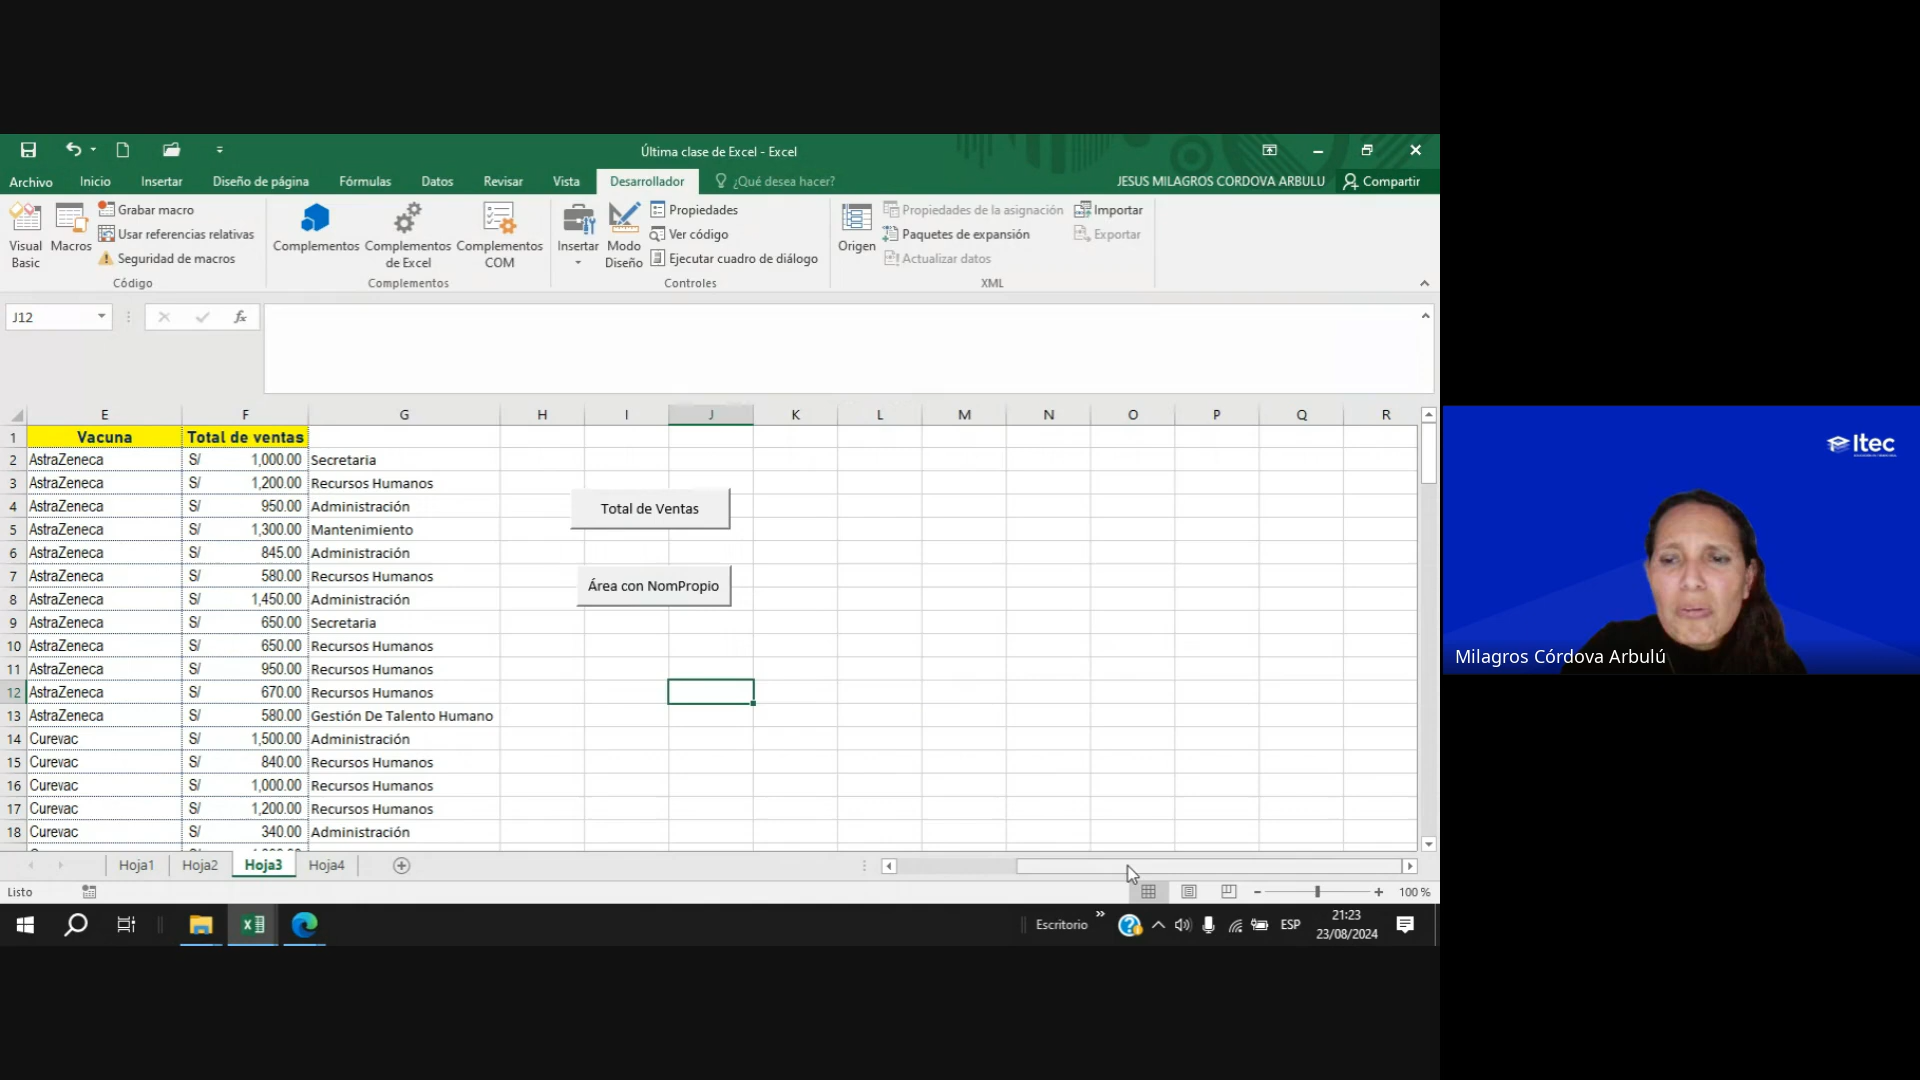 Última clase de Excel - Excel
Archivo Inicio Insertar Diseño de página Fórmulas Datos Revisar Vista Desarrollador ¿Qué desea hacer? JESUS MILAGROS CORDOVA ARBULU Compartir
Visual Basic
Macros
Grabar macro
Usar referencias relativas
Seguridad de macros
Código
Complementos
Complementos de Excel
Complementos COM
Complementos
Insertar
Modo Diseño
Propiedades
Ver código
Ejecutar cuadro de diálogo
Controles
Origen
Propiedades de la asignación
Paquetes de expansión
Actualizar datos
Importar
Exportar
XML
J12
fx
E F G H I J K L M N O P Q R
1 Vacuna Total de ventas
2 AstraZeneca S/ 1,000.00 Secretaria
3 AstraZeneca S/ 1,200.00 Recursos Humanos
4 AstraZeneca S/ 950.00 Administración
Total de Ventas
5 AstraZeneca S/ 1,300.00 Mantenimiento
6 AstraZeneca S/ 845.00 Administración
7 AstraZeneca S/ 580.00 Recursos Humanos
Área con NomPropio
8 AstraZeneca S/ 1,450.00 Administración
9 AstraZeneca S/ 650.00 Secretaria
10 AstraZeneca S/ 650.00 Recursos Humanos
11 AstraZeneca S/ 950.00 Recursos Humanos
12 AstraZeneca S/ 670.00 Recursos Humanos
13 AstraZeneca S/ 580.00 Gestión De Talento Humano
14 Curevac S/ 1,500.00 Administración
15 Curevac S/ 840.00 Recursos Humanos
16 Curevac S/ 1,000.00 Recursos Humanos
17 Curevac S/ 1,200.00 Recursos Humanos
18 Curevac S/ 340.00 Administración
Hoja1 Hoja2 Hoja3 Hoja4
Listo
100 %
Escritorio
ESP
21:23
23/08/2024
Itec
Milagros Córdova Arbulú